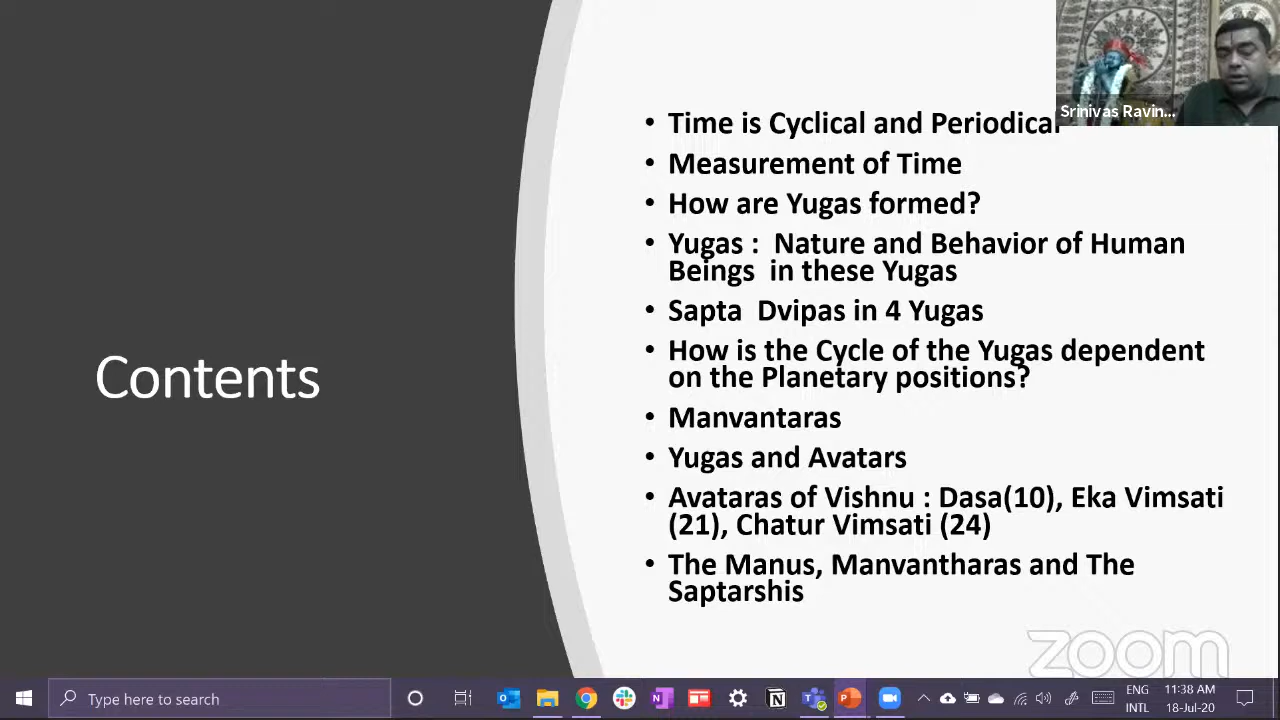 Contents
• Time is Cyclical and Periodical
• Measurement of Time
• How are Yugas formed?
• Yugas : Nature and Behavior of Human
Beings in these Yugas
• Sapta Dvipas in 4 Yugas
• How is the Cycle of the Yugas dependent
on the Planetary positions?
• Manvantaras
• Yugas and Avatars
• Avataras of Vishnu : Dasa(10), Eka Vimsati
(21), Chatur Vimsati (24)
• The Manus, Manvantharas and The
Saptarshis
Srinivas Ravin...
zoom
Type here to search
ENG
INTL
11:38 AM
18-Jul-20